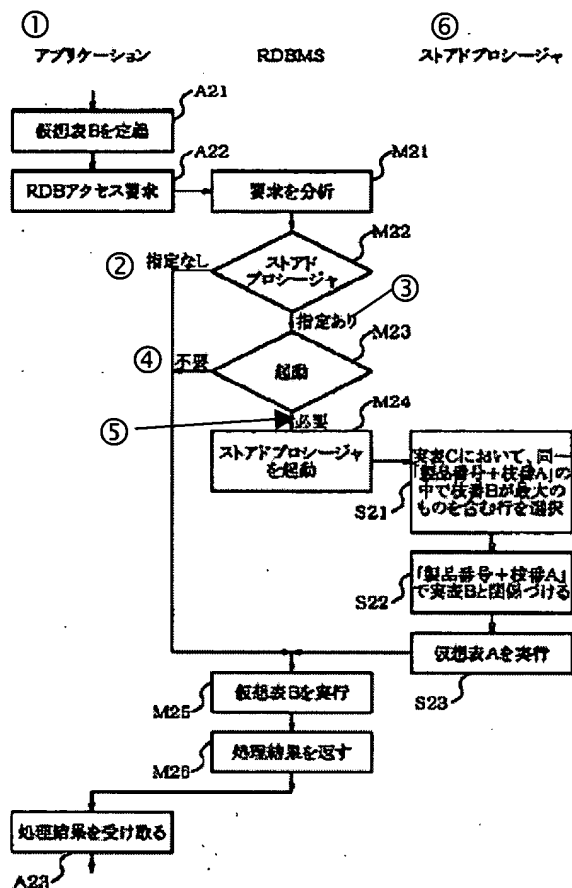 ①
⑥
アプリケーション
RDBMS
ストアドプロシージャ
A21
仮想表Bを定義
A22
RDBアクセス要求
M21
要求を分析
M22
②
指定なし
ストアド
プロシージャ
③
指定あり
M23
④
不要
起動
⑤
必要
M24
ストアドプロシージャ
を起動
実表Cにおいて、同一
「製品番号+枝番A」の
中で枝番Bが最大の
ものを含む行を選択
S21
「製品番号+枝番A」
で実表Bと関係づける
S22
仮想表Aを実行
S23
仮想表Bを実行
M25
処理結果を返す
M26
処理結果を受け取る
A23